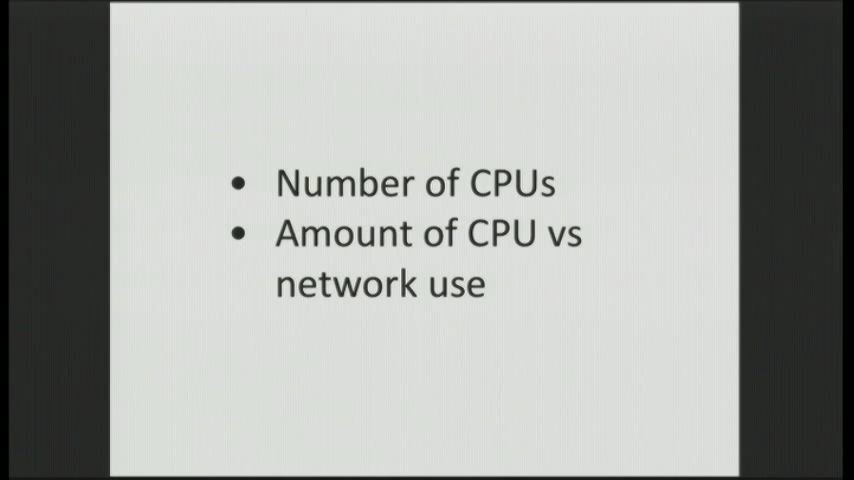 • Number of CPUs
• Amount of CPU vs
network use